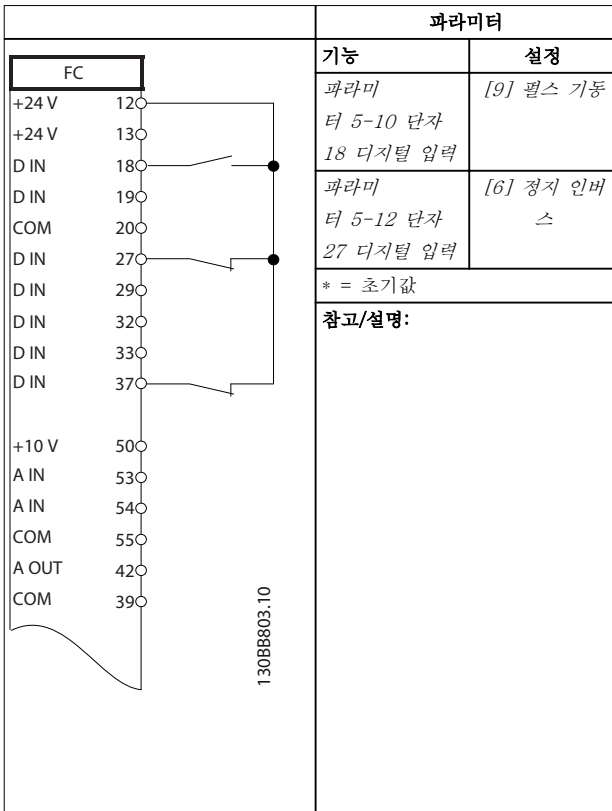 파라미터
기능 설정
파라미
터 5-10 단자
18 디지털 입력
[9] 펄스 기동
파라미
터 5-12 단자
27 디지털 입력
[6] 정지 인버
스
* = 초기값
참고/설명:
FC
+24 V 12
+24 V 13
D IN 18
D IN 19
COM 20
D IN 27
D IN 29
D IN 32
D IN 33
D IN 37
+10 V 50
A IN 53
A IN 54
COM 55
A OUT 42
COM 39
130BB803.10